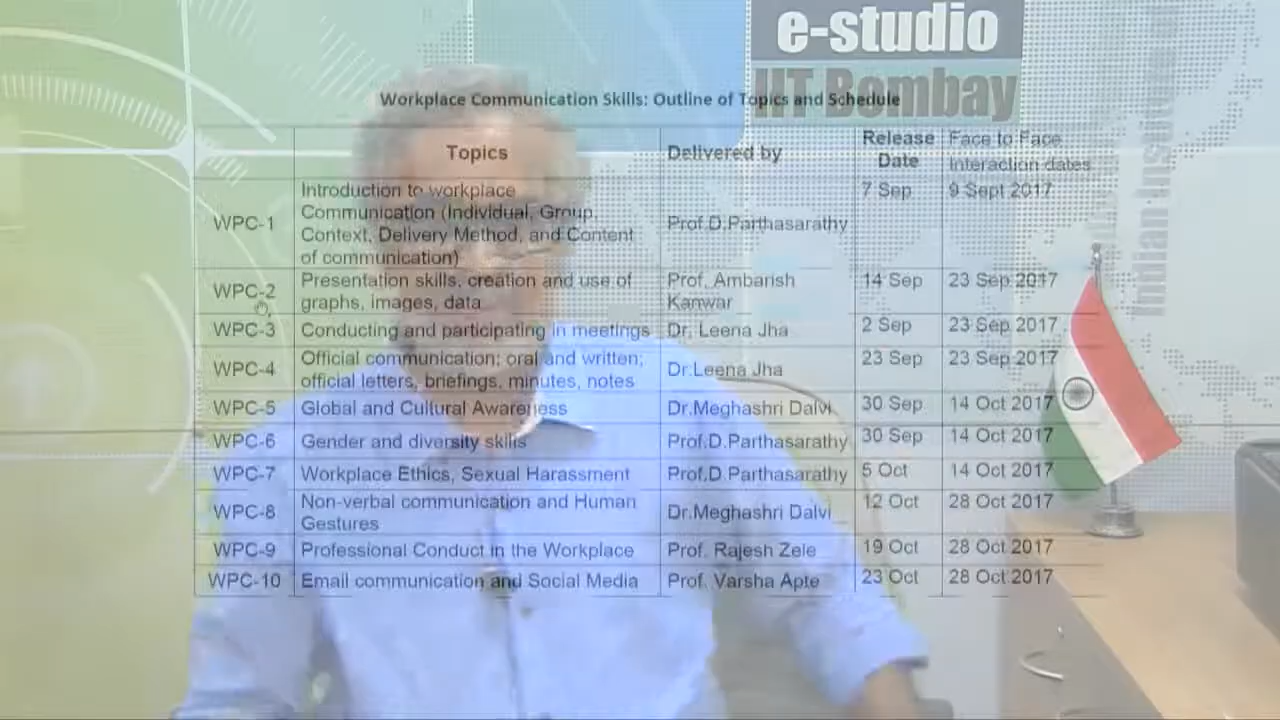 e-studio
IIT Bombay
Workplace Communication Skills: Outline of Topics and Schedule
Topics Delivered by Release Date Face to Face Interaction dates
WPC-1 Introduction to workplace Communication (Individual, Group, Context, Delivery Method, and Content of communication) Prof.D.Parthasarathy 7 Sep 9 Sept 2017
WPC-2 Presentation skills, creation and use of graphs, images, data Prof. Ambarish Kanwar 14 Sep 23 Sep 2017
WPC-3 Conducting and participating in meetings Dr. Leena Jha 2 Sep 23 Sep 2017
WPC-4 Official communication; oral and written; official letters, briefings, minutes, notes Dr.Leena Jha 23 Sep 23 Sep 2017
WPC-5 Global and Cultural Awareness Dr.Meghashri Dalvi 30 Sep 14 Oct 2017
WPC-6 Gender and diversity skills Prof.D.Parthasarathy 30 Sep 14 Oct 2017
WPC-7 Workplace Ethics, Sexual Harassment Prof.D.Parthasarathy 5 Oct 14 Oct 2017
WPC-8 Non-verbal communication and Human Gestures Dr.Meghashri Dalvi 12 Oct 28 Oct 2017
WPC-9 Professional Conduct in the Workplace Prof. Rajesh Zele 19 Oct 28 Oct 2017
WPC-10 Email communication and Social Media Prof. Varsha Apte 23 Oct 28 Oct 2017
Indian